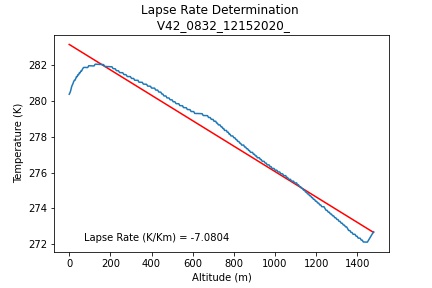 Lapse Rate Determination
V42_0832_12152020_
Temperature (K)
282
280
278
276
274
272
Lapse Rate (K/Km) = -7.0804
0 200 400 600 800 1000 1200 1400
Altitude (m)